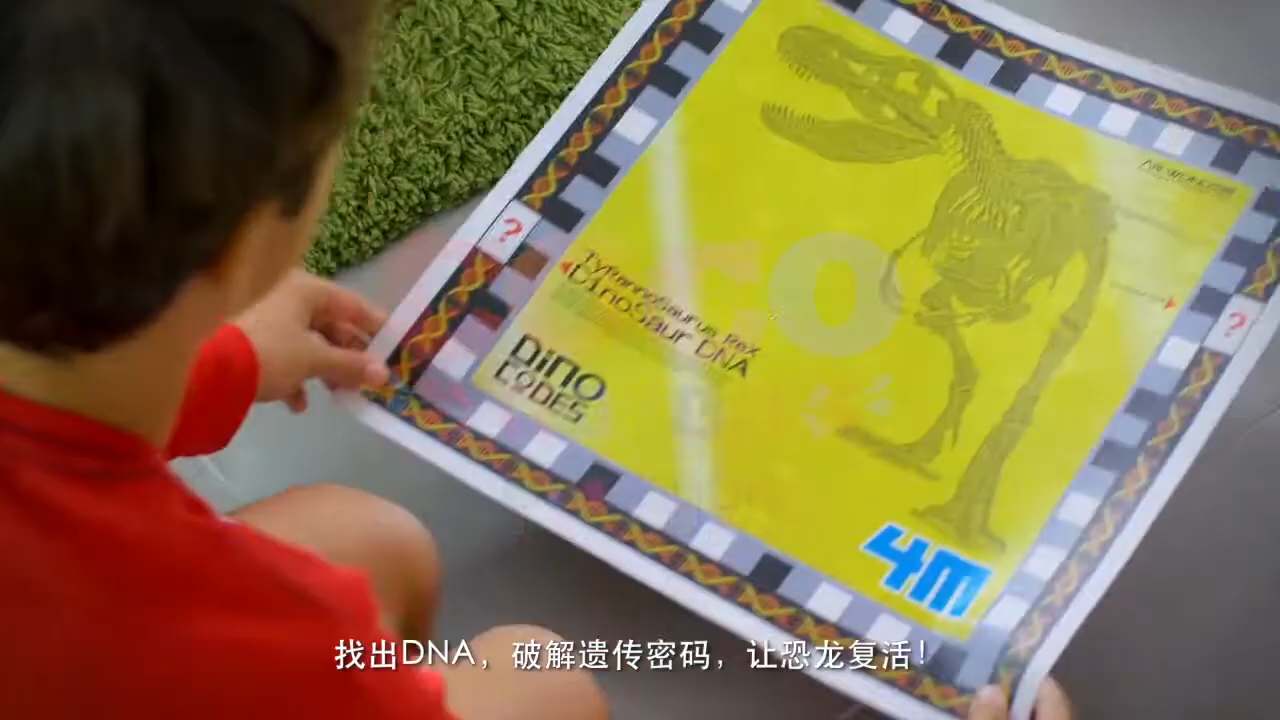 ?
TYRannoSaurus Rex
DinoSaur DNA
Dino
CODES
?
4M
找出DNA，破解遗传密码，让恐龙复活！